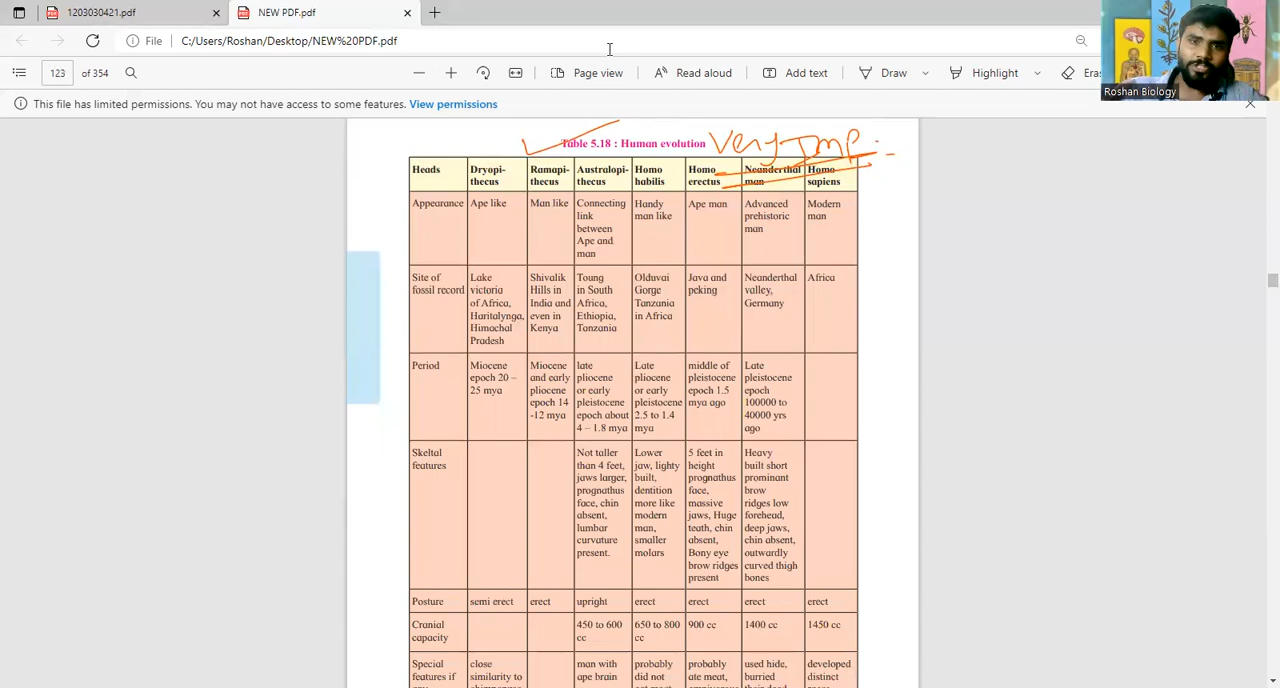 1203030421.pdf
NEW PDF.pdf
File
C:/Users/Roshan/Desktop/NEW%20PDF.pdf
123 of 354
Page view
Read aloud
Add text
Draw
Highlight
This file has limited permissions. You may not have access to some features. View permissions
Roshan Biology
Table 5.18 : Human evolution
Very Imp.
Heads
Dryopi-
thecus
Ramapi-
thecus
Australopi-
thecus
Homo
habilis
Homo
erectus
Neanderthal
man
Homo
sapiens
Appearance
Ape like
Man like
Connecting
link
between
Ape and
man
Handy
man like
Ape man
Advanced
prehistoric
man
Modern
man
Site of
fossil record
Lake
victoria
of Africa,
Haritalynga,
Himachal
Pradesh
Shivalik
Hills in
India and
even in
Kenya
Toung
in South
Africa,
Ethiopia,
Tanzania
Olduvai
Gorge
Tanzania
in Africa
Java and
peking
Neanderthal
valley,
Germany
Africa
Period
Miocene
epoch 20 –
25 mya
Miocene
and early
pliocene
epoch 14
-12 mya
late
pliocene
or early
pleistocene
epoch about
4 – 1.8 mya
Late
pliocene
or early
pleistocene
2.5 to 1.4
mya
middle of
pleistocene
epoch 1.5
mya ago
Late
pleistocene
epoch
100000 to
40000 yrs
ago
Skeltal
features
Not taller
than 4 feet,
jaws larger,
prognathus
face, chin
absent,
lumbar
curvature
present.
Lower
jaw, lighty
built,
dentition
more like
modern
man,
smaller
molars
5 feet in
height
prognathus
face,
massive
jaws, Huge
teath, chin
absent,
Bony eye
brow ridges
present
Heavy
built short
prominant
brow
ridges low
forehead,
deep jaws,
chin absent,
outwardly
curved thigh
bones
Posture
semi erect
erect
upright
erect
erect
erect
erect
Cranial
capacity
450 to 600
cc
650 to 800
cc
900 cc
1400 cc
1450 cc
Special
features if
close
similarity to
man with
ape brain
probably
did not
probably
ate meat,
used hide,
buried
developed
distinct